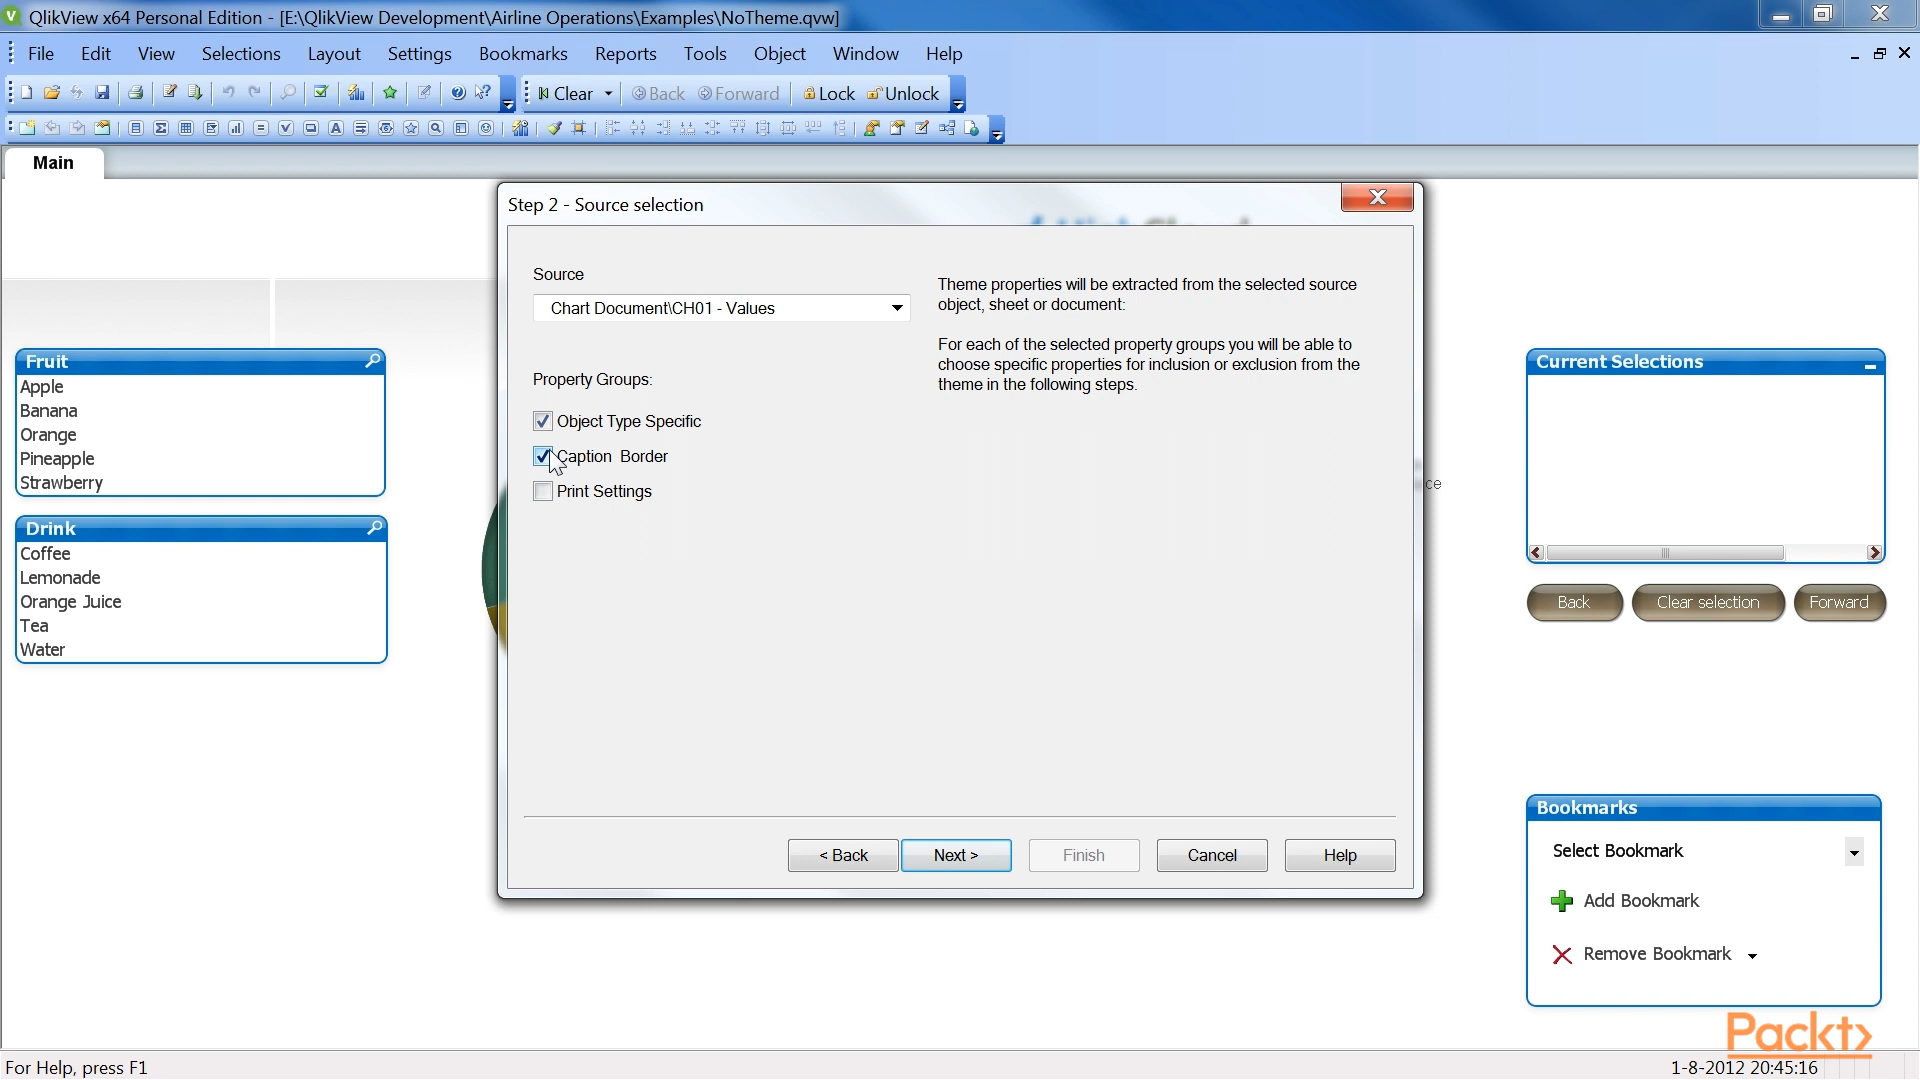 QlikView x64 Personal Edition - [E:\QlikView Development\Airline Operations\Examples\NoTheme.qvw]
File Edit View Selections Layout Settings Bookmarks Reports Tools Object Window Help
Clear Back Forward Lock Unlock
Main
Step 2 - Source selection
Source
Chart Document\CH01 - Values
Theme properties will be extracted from the selected source
object, sheet or document:
For each of the selected property groups you will be able to
choose specific properties for inclusion or exclusion from the
theme in the following steps.
Property Groups:
Object Type Specific
Caption Border
Print Settings
< Back Next > Finish Cancel Help
Fruit
Apple
Banana
Orange
Pineapple
Strawberry
Drink
Coffee
Lemonade
Orange Juice
Tea
Water
Current Selections
Back Clear selection Forward
Bookmarks
Select Bookmark
Add Bookmark
Remove Bookmark
Packt
For Help, press F1
1-8-2012 20:45:16